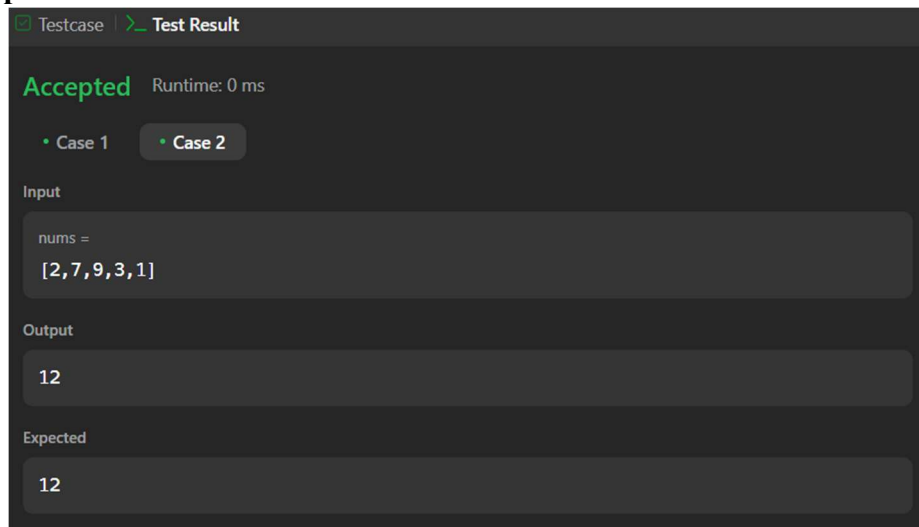 Testcase >_ Test Result
Accepted Runtime: 0 ms
• Case 1 • Case 2
Input
nums =
[2,7,9,3,1]
Output
12
Expected
12